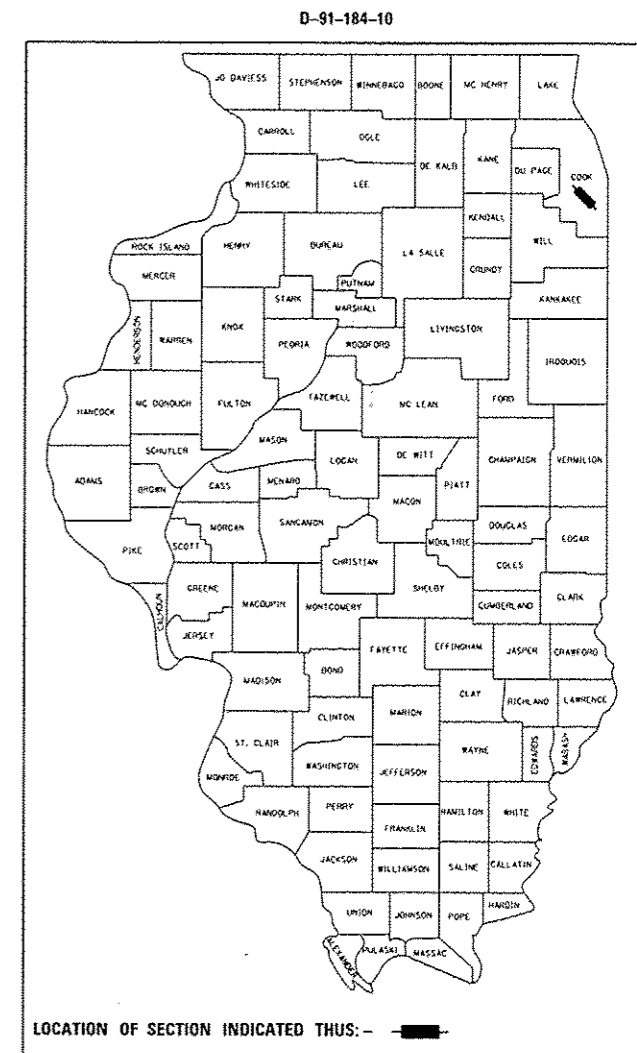 D-91-184-10
JO DAVIESS STEPHENSON WINNEBAGO BOONE MC HENRY LAKE
CARROLL OGLE
DE KALB KANE DU PAGE COOK
WHITESIDE LEE
KENDALL WILL
ROCK ISLAND HENRY BUREAU LA SALLE GRUNDY
MERCER PUTNAM
STARK MARSHALL KANKAKEE
HENDERSON WARREN KNOX PEORIA WOODFORD LIVINGSTON
IROQUOIS
HANCOCK MC DONOUGH FULTON TAZEWELL MC LEAN FORD
MASON
SCHUYLER LOGAN DE WITT CHAMPAIGN VERMILION
ADAMS BROWN CASS MENARD PIATT
MACON
MORGAN SANGAMON DOUGLAS
PIKE SCOTT CHRISTIAN MOULTRIE EDGAR
COLES
CALHOUN GREENE MACOUPIN MONTGOMERY SHELBY CUMBERLAND CLARK
JERSEY
FAYETTE EFFINGHAM JASPER CRAWFORD
MADISON BOND
CLAY RICHLAND LAWRENCE
CLINTON MARION
ST. CLAIR WAYNE EDWARDS WABASH
WASHINGTON JEFFERSON
MONROE
RANDOLPH PERRY HAMILTON WHITE
FRANKLIN
JACKSON WILLIAMSON SALINE GALLATIN
HARDIN
UNION JOHNSON POPE
ALEXANDER PULASKI MASSAC
LOCATION OF SECTION INDICATED THUS: -